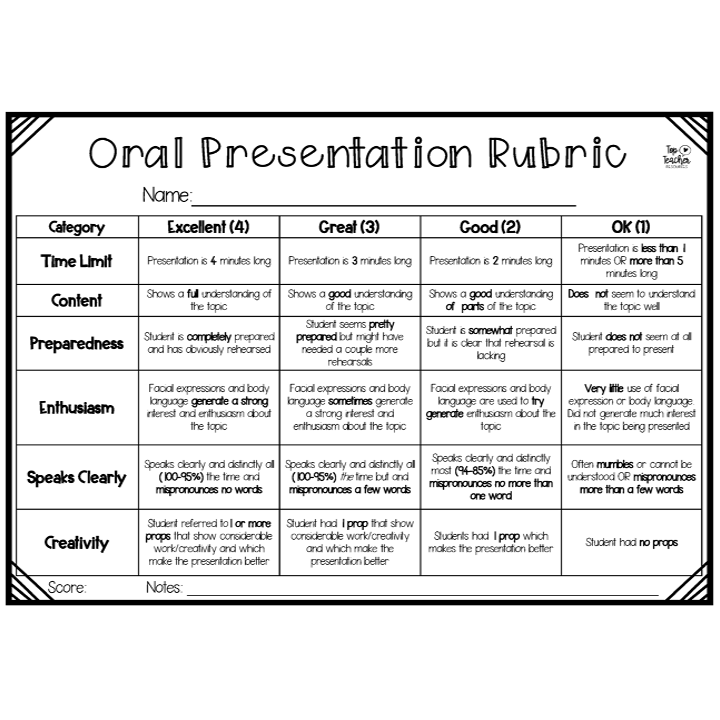 Oral Presentation Rubric
Top Teacher
Name:
Category
Excellent (4)
Great (3)
Good (2)
OK (1)
Time Limit
Presentation is 4 minutes long
Presentation is 3 minutes long
Presentation is 2 minutes long
Presentation is less than 1
minutes OR more than 5
minutes long
Content
Shows a full understanding of
the topic
Shows a good understanding
of the topic
Shows a good understanding
of parts of the topic
Does not seem to understand
the topic well
Preparedness
Student is completely prepared
and has obviously rehearsed
Student seems pretty
prepared but might have
needed a couple more
rehearsals
Student is somewhat prepared
but it is clear that rehearsal is
lacking
Student does not seem at all
prepared to present
Enthusiasm
Facial expressions and body
language generate a strong
interest and enthusiasm about
the topic
Facial expressions and body
language sometimes generate
a strong interest and
enthusiasm about the topic
Facial expressions and body
language are used to try
generate enthusiasm about the
topic
Very little use of facial
expression or body language.
Did not generate much interest
in the topic being presented
Speaks Clearly
Speaks clearly and distinctly all
(100-95%) the time and
mispronounces no words
Speaks clearly and distinctly all
(100-95%) the time but and
mispronounces a few words
Speaks clearly and distinctly
most (94-85%) the time and
mispronounces no more than
one word
Often mumbles or cannot be
understood OR mispronounces
more than a few words
Creativity
Student referred to 1 or more
props that show considerable
work/creativity and which
make the presentation better
Student had 1 prop that show
considerable work/creativity
and which make the
presentation better
Students had 1 prop which
makes the presentation better
Student had no props
Score:
Notes: